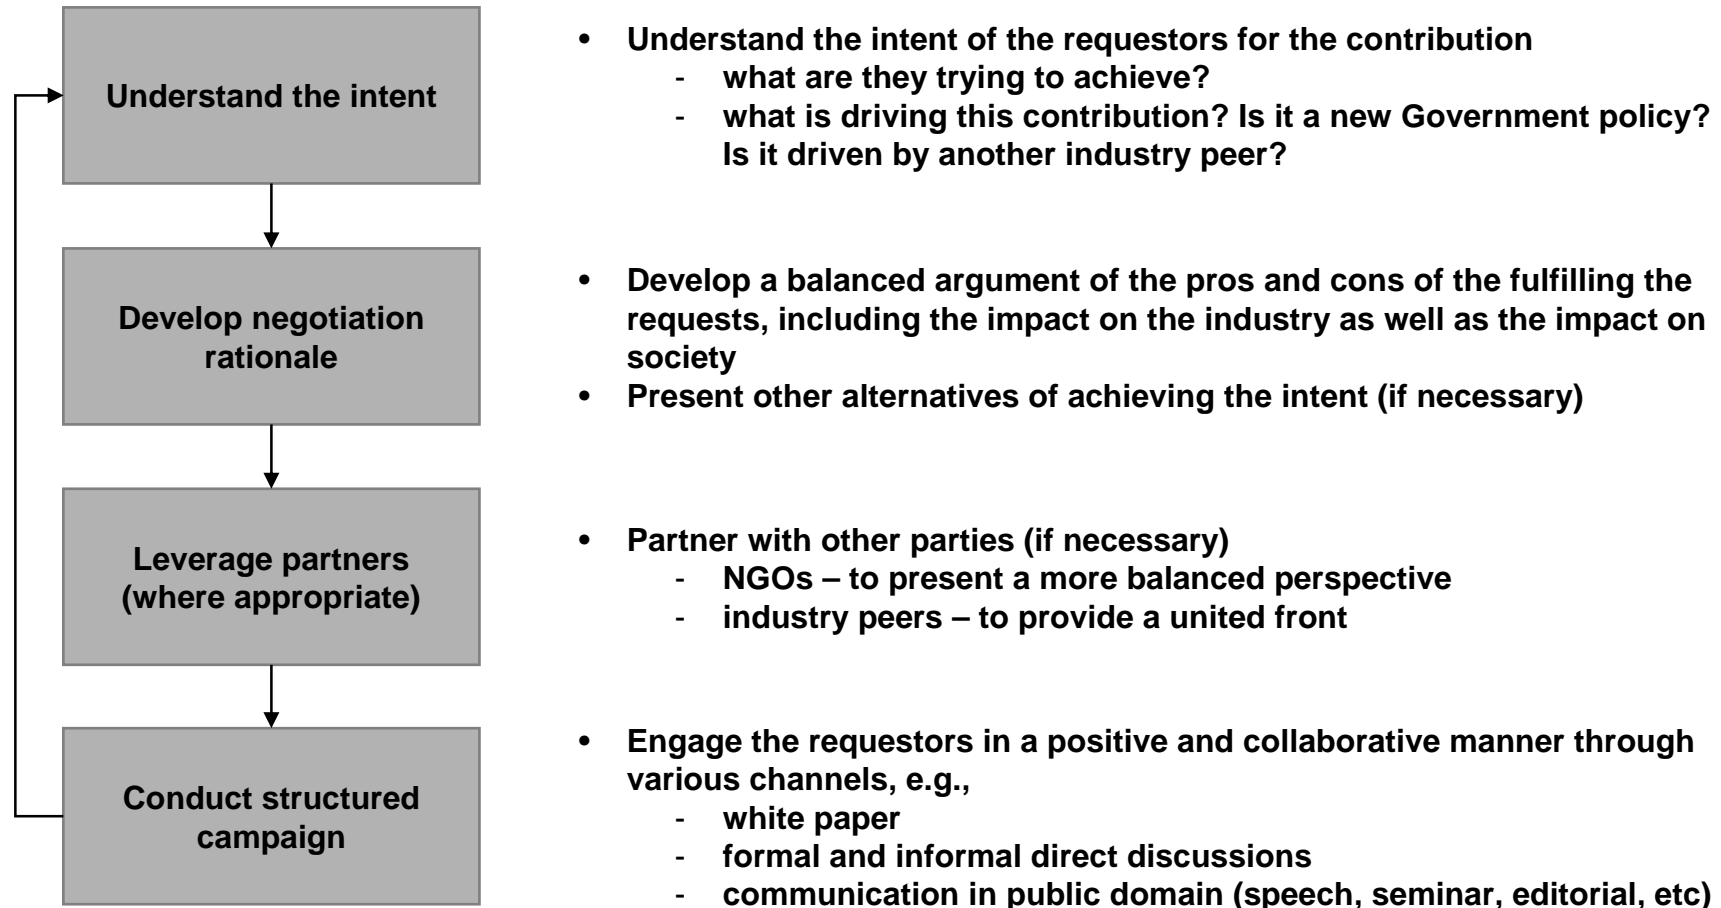 Understand the intent
• Understand the intent of the requestors for the contribution
- what are they trying to achieve?
- what is driving this contribution? Is it a new Government policy?
Is it driven by another industry peer?
Develop negotiation
rationale
• Develop a balanced argument of the pros and cons of the fulfilling the
requests, including the impact on the industry as well as the impact on
society
• Present other alternatives of achieving the intent (if necessary)
Leverage partners
(where appropriate)
• Partner with other parties (if necessary)
- NGOs – to present a more balanced perspective
- industry peers – to provide a united front
Conduct structured
campaign
• Engage the requestors in a positive and collaborative manner through
various channels, e.g.,
- white paper
- formal and informal direct discussions
- communication in public domain (speech, seminar, editorial, etc)